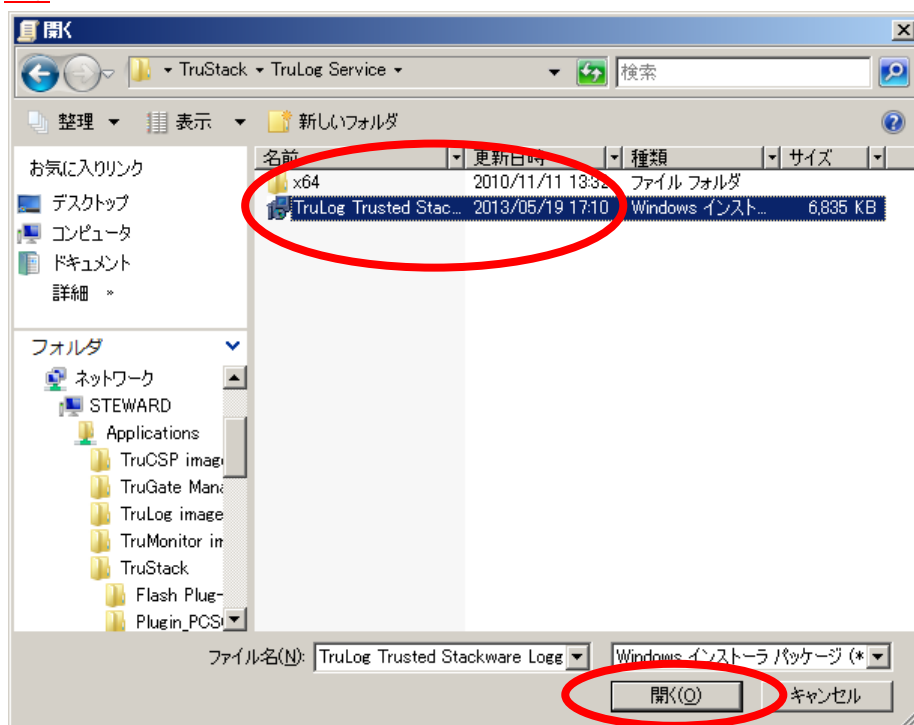 開く
TruStack TruLog Service
検索
整理 表示 新しいフォルダ
お気に入りリンク
デスクトップ
コンピュータ
ドキュメント
詳細 »
名前 更新日時 種類 サイズ
x64 2010/11/11 13:32 ファイル フォルダ
TruLog Trusted Stac... 2013/05/19 17:10 Windows インスト... 6,835 KB
フォルダ
ネットワーク
STEWARD
Applications
TruCSP image
TruGate Mana
TruLog image
TruMonitor im
TruStack
Flash Plug-
Plugin_PCS
ファイル名(N): TruLog Trusted Stackware Logg Windows インストーラ パッケージ (*
開く(O) キャンセル